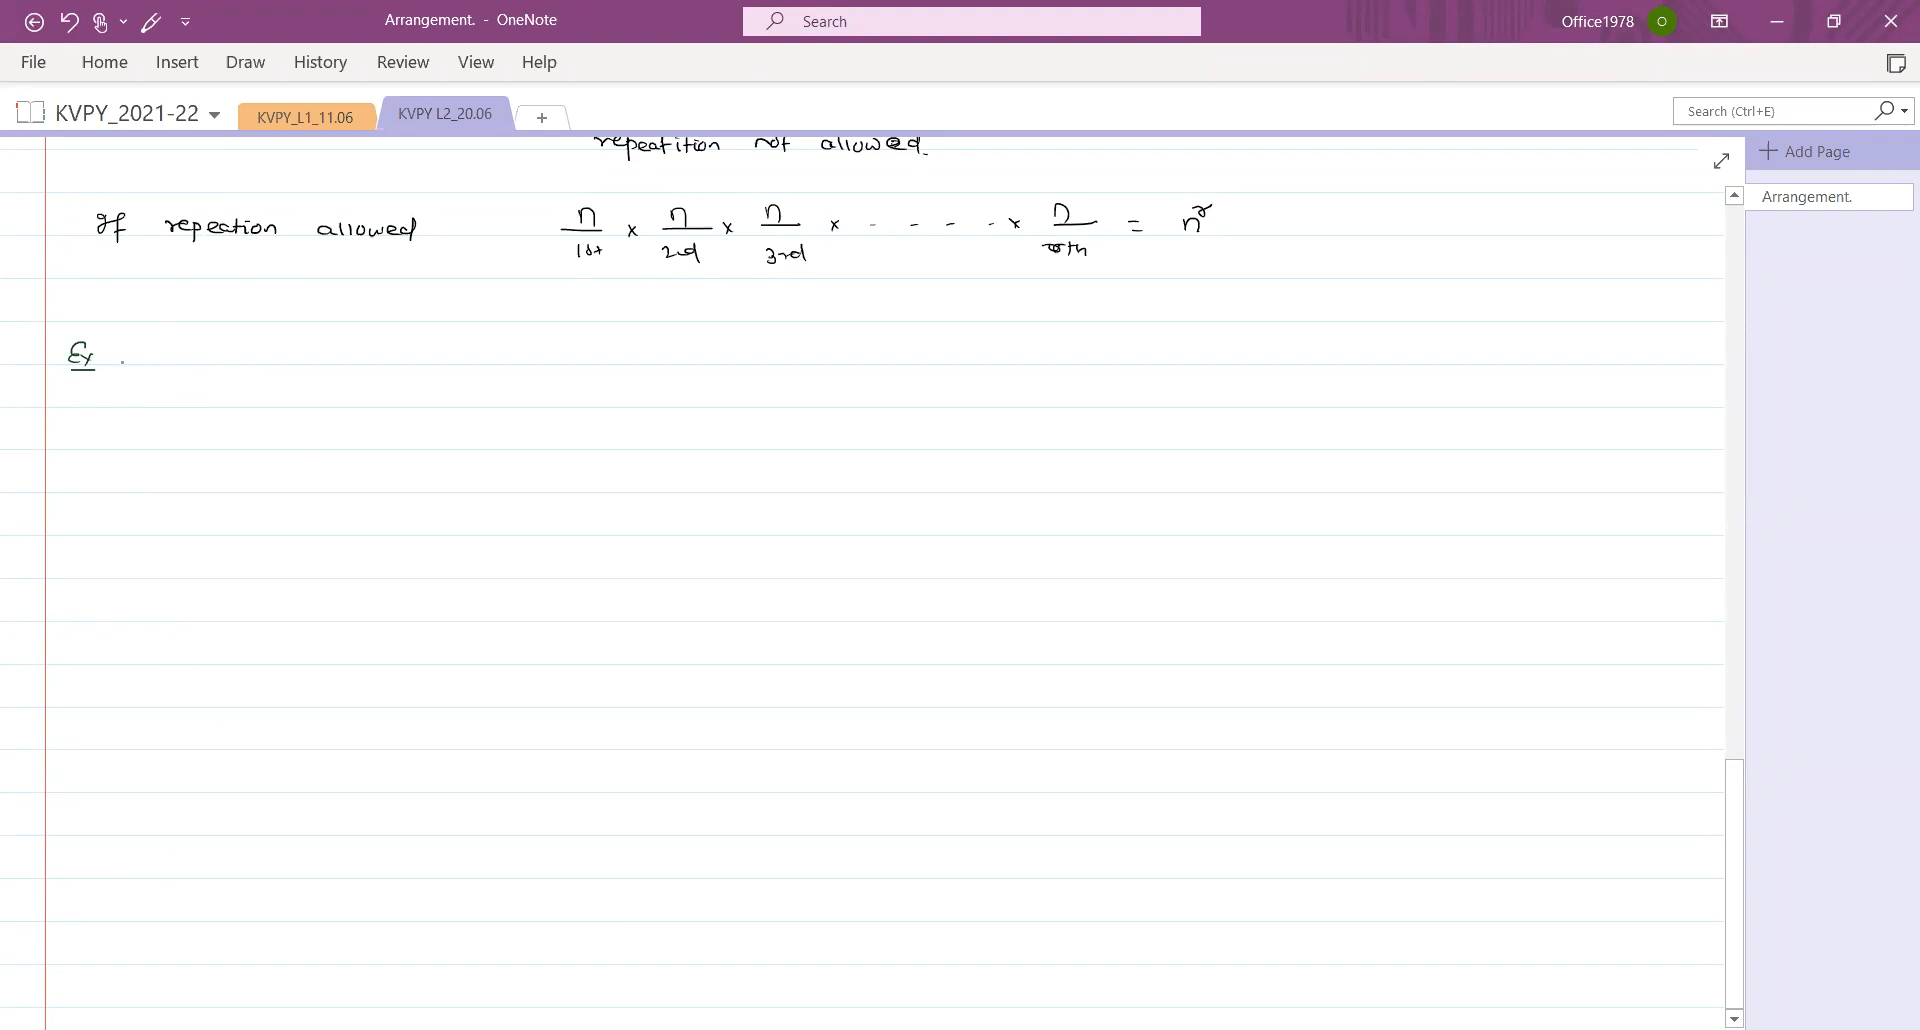 Arrangement. - OneNote
Search
Office1978
O
File Home Insert Draw History Review View Help
KVPY_2021-22
KVPY_L1_11.06
KVPY L2_20.06
+
Search (Ctrl+E)
Add Page
Arrangement.
repeatition not allowed.
If repeation allowed n/1st × n/2nd × n/3rd × - - - - × n/rth = n^r
Ex .